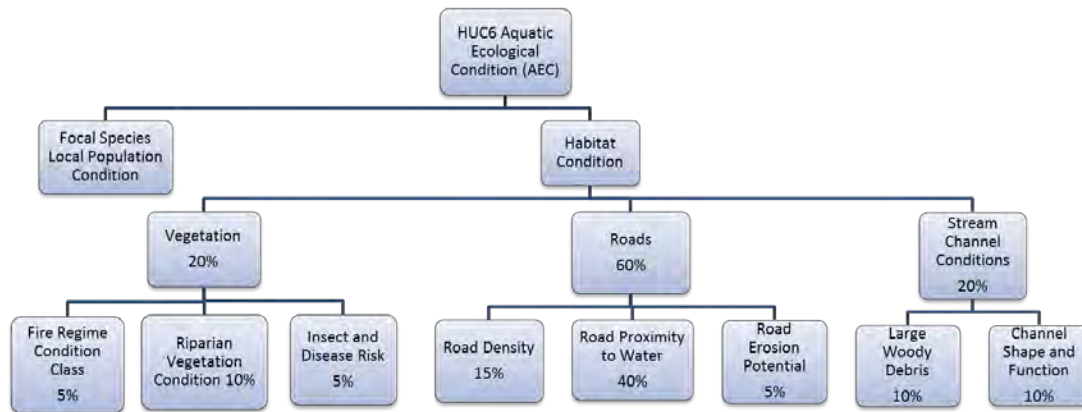 HUC6 Aquatic
Ecological
Condition (AEC)
Focal Species
Local Population
Condition
Habitat
Condition
Vegetation
20%
Roads
60%
Stream
Channel
Conditions
20%
Fire Regime
Condition
Class
5%
Riparian
Vegetation
Condition 10%
Insect and
Disease Risk
5%
Road Density
15%
Road Proximity
to Water
40%
Road
Erosion
Potential
5%
Large
Woody
Debris
10%
Channel
Shape and
Function
10%